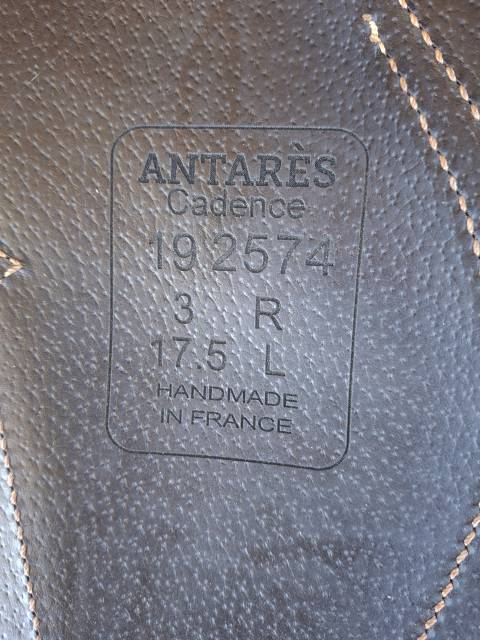 ANTARÈS
Cadence
19 2574
3 R
17.5 L
HANDMADE
IN FRANCE